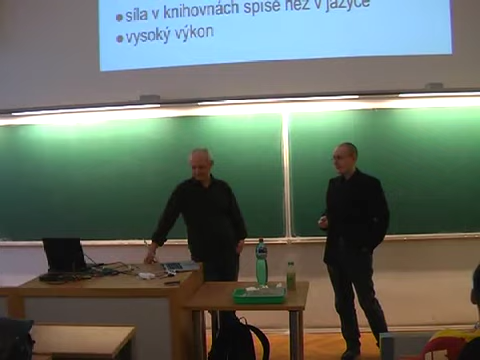 • síla v knihovnách spíše než v jazyce
• vysoký výkon